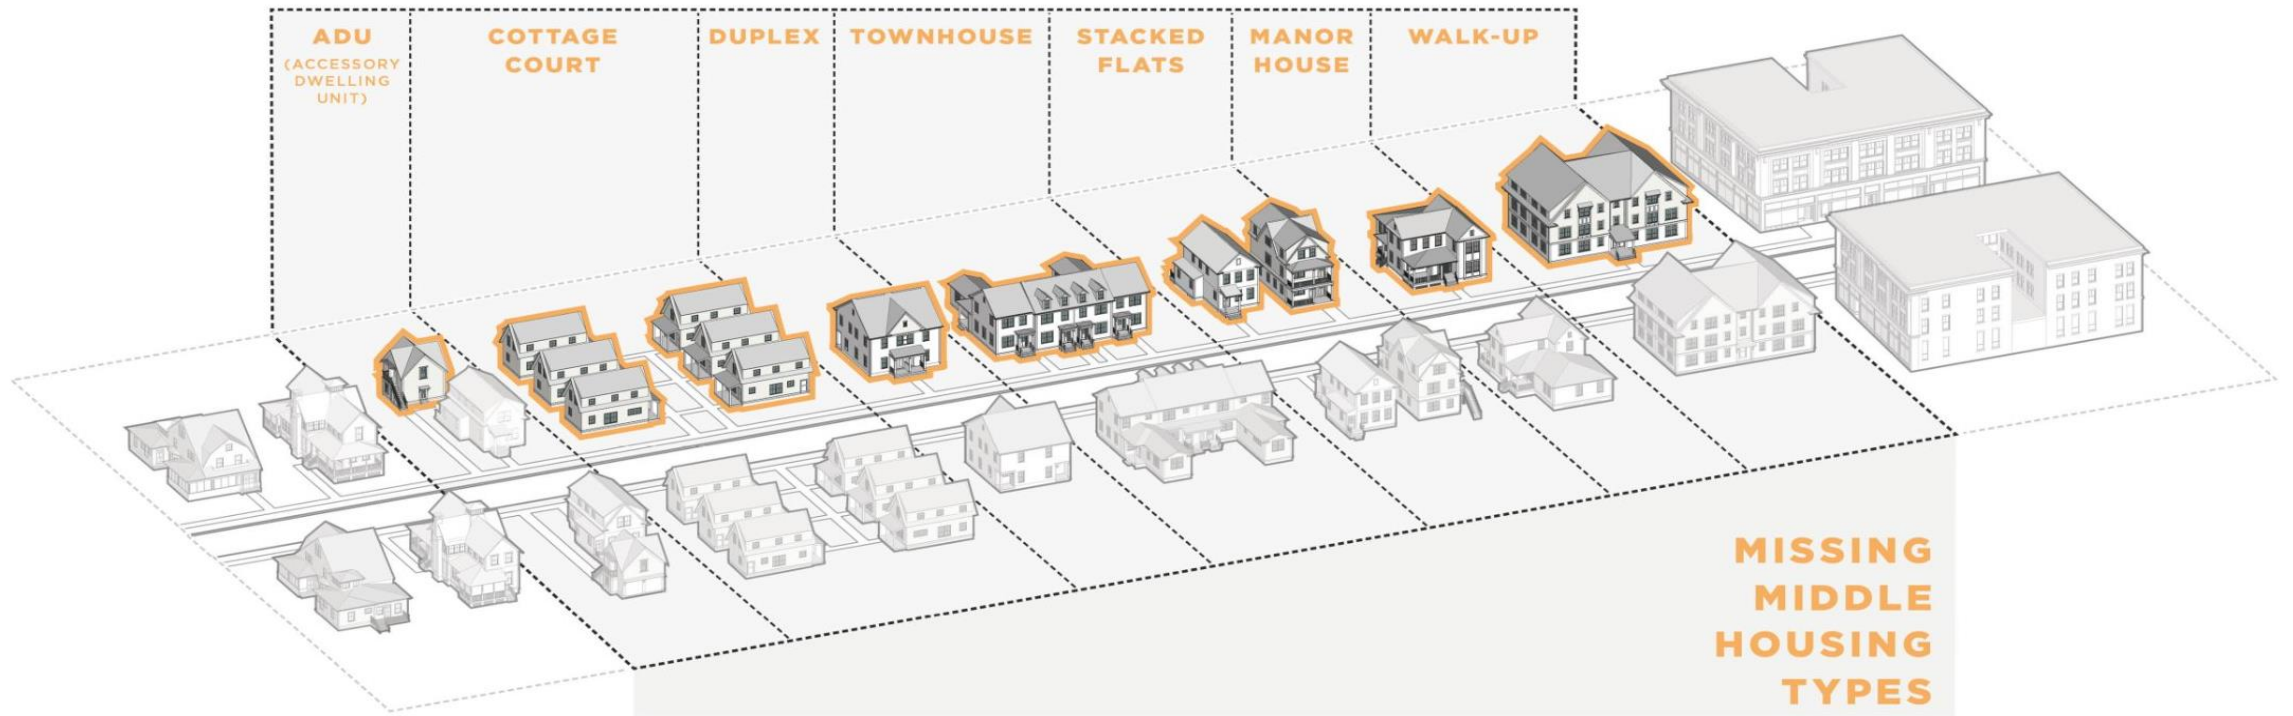 ADU
(ACCESSORY
DWELLING
UNIT)
COTTAGE
COURT
DUPLEX
TOWNHOUSE
STACKED
FLATS
MANOR
HOUSE
WALK-UP
MISSING
MIDDLE
HOUSING
TYPES